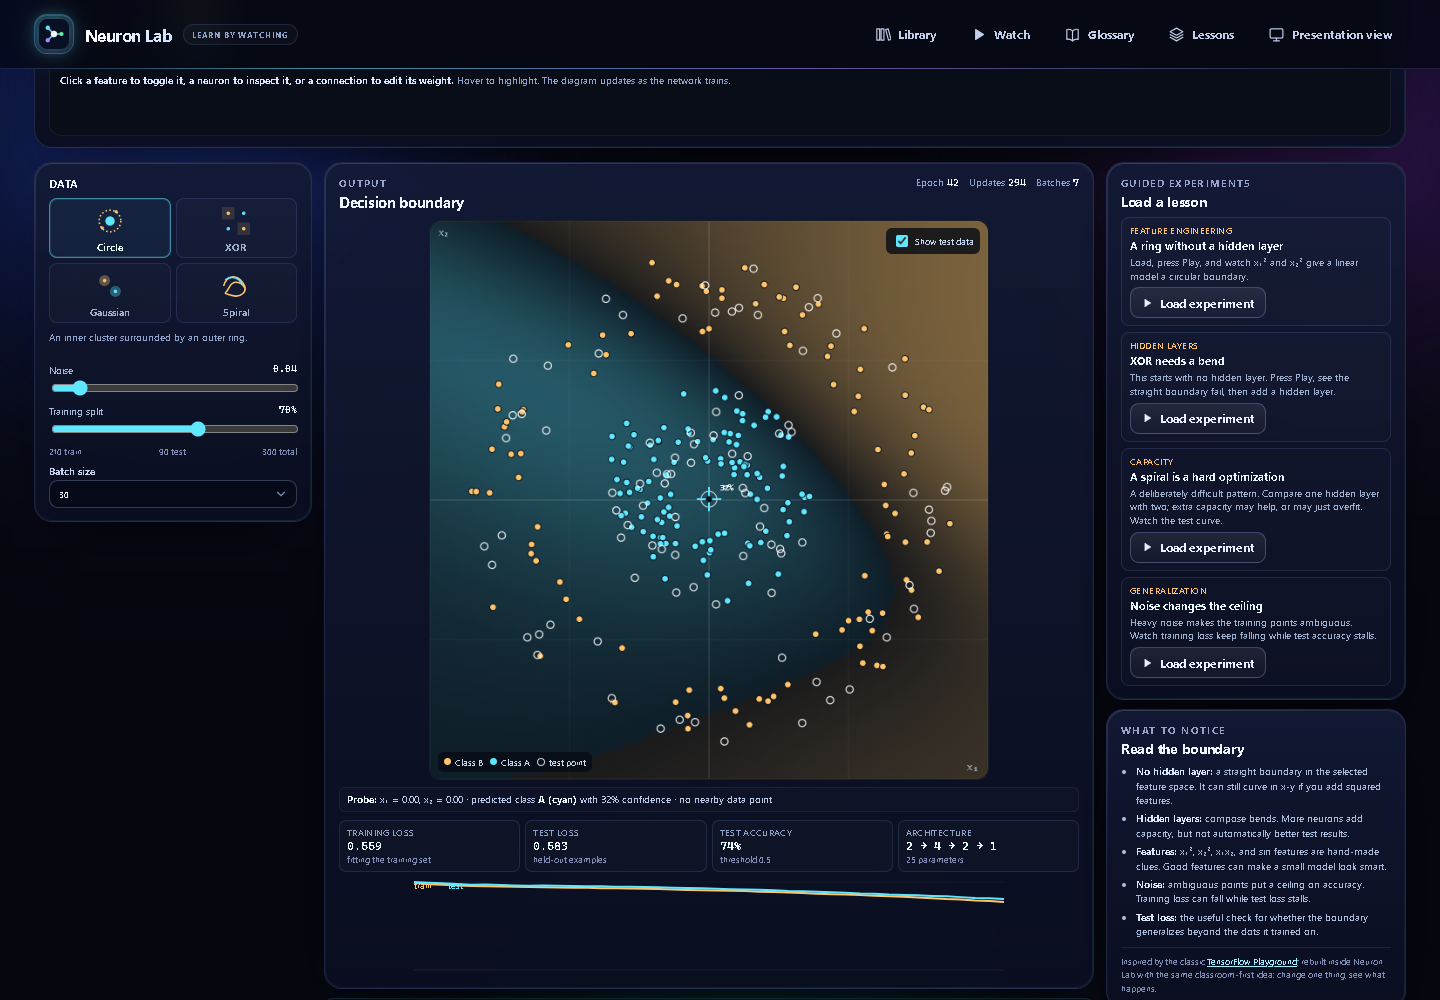 Neuron Lab
LEARN BY WATCHING
Library
Watch
Glossary
Lessons
Presentation view
Click a feature to toggle it, a neuron to inspect it, or a connection to edit its weight. Hover to highlight. The diagram updates as the network trains.
DATA
Circle
XOR
Gaussian
Spiral
An inner cluster surrounded by an outer ring.
Noise 0.04
Training split 70%
210 train 90 test 300 total
Batch size
30
OUTPUT
Epoch 42 Updates 294 Batches 7
Decision boundary
x₂
Show test data
32%
Class B Class A test point
x₁
Probe: x₁ = 0.00, x₂ = 0.00 · predicted class A (cyan) with 32% confidence · no nearby data point
TRAINING LOSS
0.559
fitting the training set
TEST LOSS
0.583
held-out examples
TEST ACCURACY
74%
threshold 0.5
ARCHITECTURE
2 → 4 → 2 → 1
25 parameters
train test
GUIDED EXPERIMENTS
Load a lesson
FEATURE ENGINEERING
A ring without a hidden layer
Load, press Play, and watch x₁² and x₂² give a linear
model a circular boundary.
Load experiment
HIDDEN LAYERS
XOR needs a bend
This starts with no hidden layer. Press Play, see the
straight boundary fail, then add a hidden layer.
Load experiment
CAPACITY
A spiral is a hard optimization
A deliberately difficult pattern. Compare one hidden layer
with two; extra capacity may help, or may just overfit.
Watch the test curve.
Load experiment
GENERALIZATION
Noise changes the ceiling
Heavy noise makes the training points ambiguous.
Watch training loss keep falling while test accuracy stalls.
Load experiment
WHAT TO NOTICE
Read the boundary
No hidden layer: a straight boundary in the selected
feature space. It can still curve in x-y if you add squared
features.
Hidden layers: compose bends. More neurons add
capacity, but not automatically better test results.
Features: x₁², x₂², x₁x₂, and sin features are hand-made
clues. Good features can make a small model look smart.
Noise: ambiguous points put a ceiling on accuracy.
Training loss can fall while test loss stalls.
Test loss: the useful check for whether the boundary
generalizes beyond the dots it trained on.
Inspired by the classic TensorFlow Playground, rebuilt inside Neuron
Lab with the same classroom-first idea: change one thing, see what
happens.